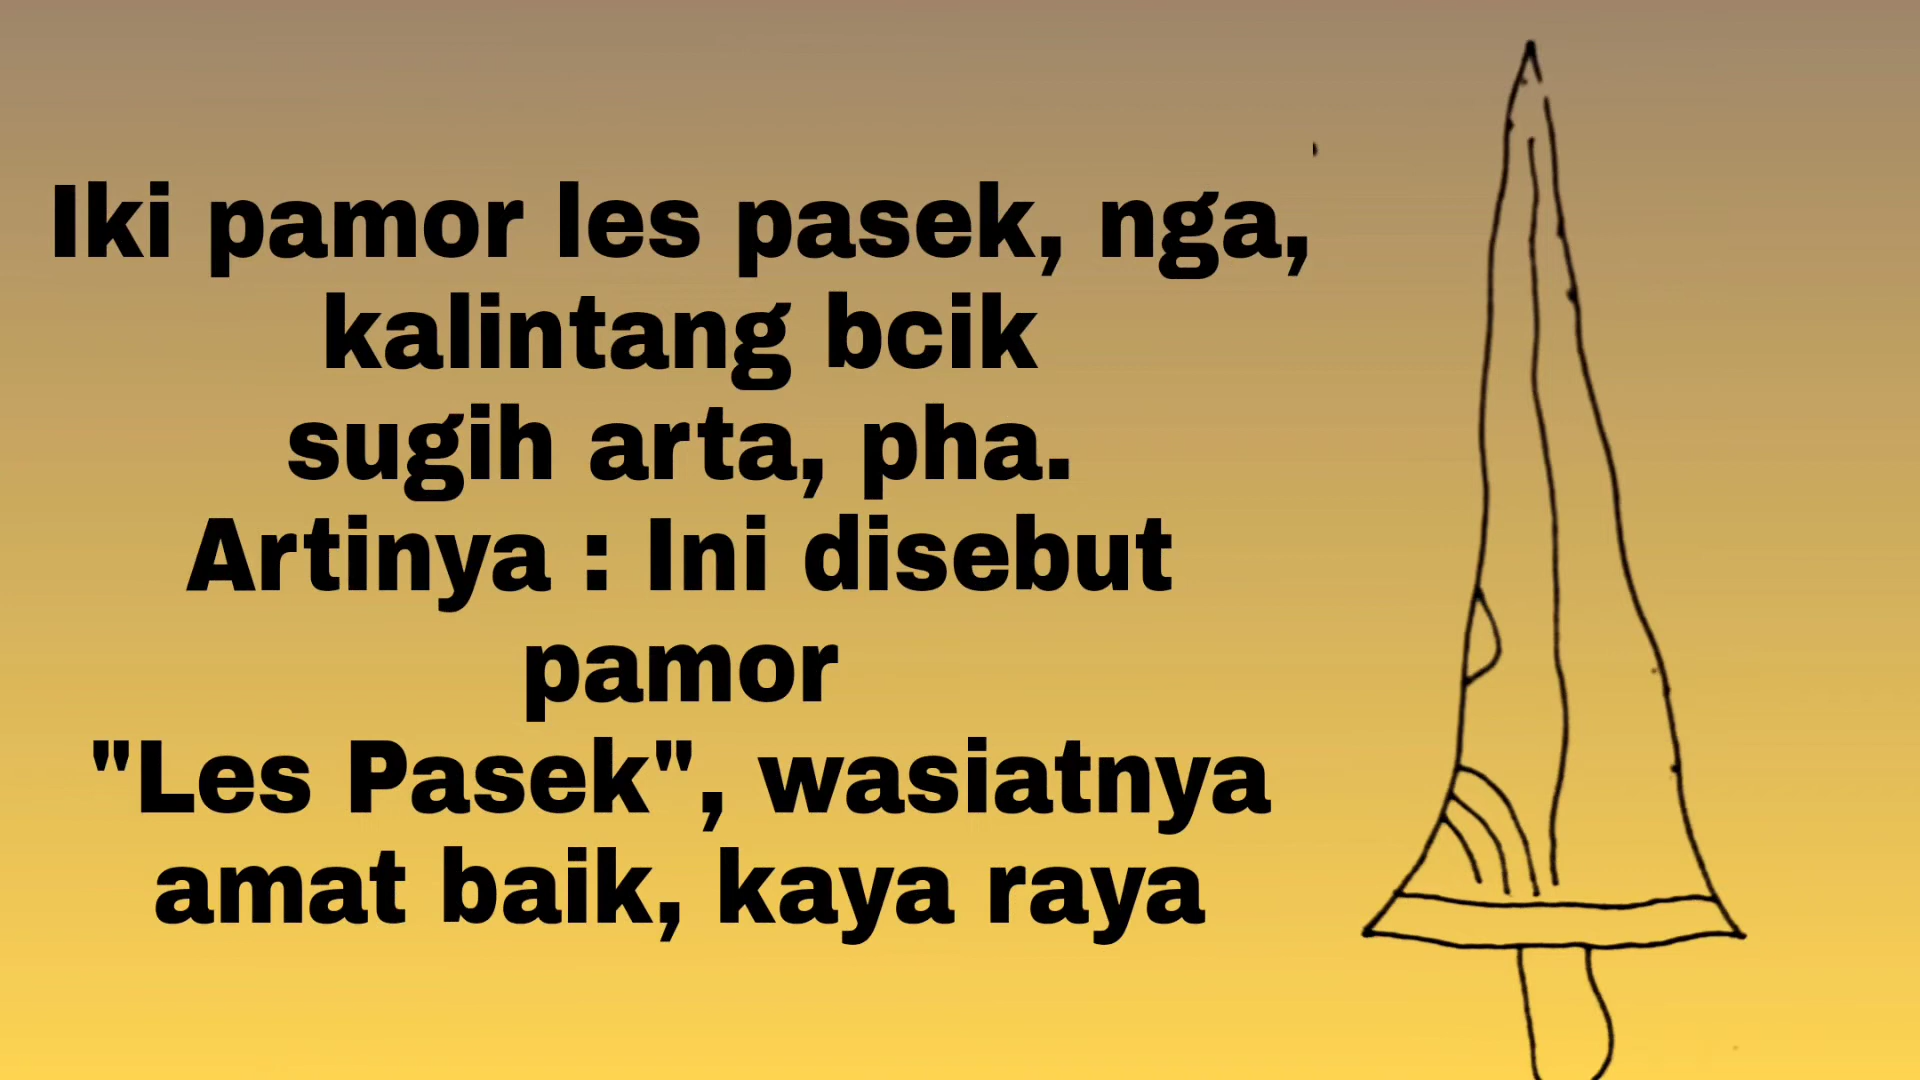 Iki pamor les pasek, nga,
kalintang bcik
sugih arta, pha.
Artinya : Ini disebut
pamor
"Les Pasek", wasiatnya
amat baik, kaya raya